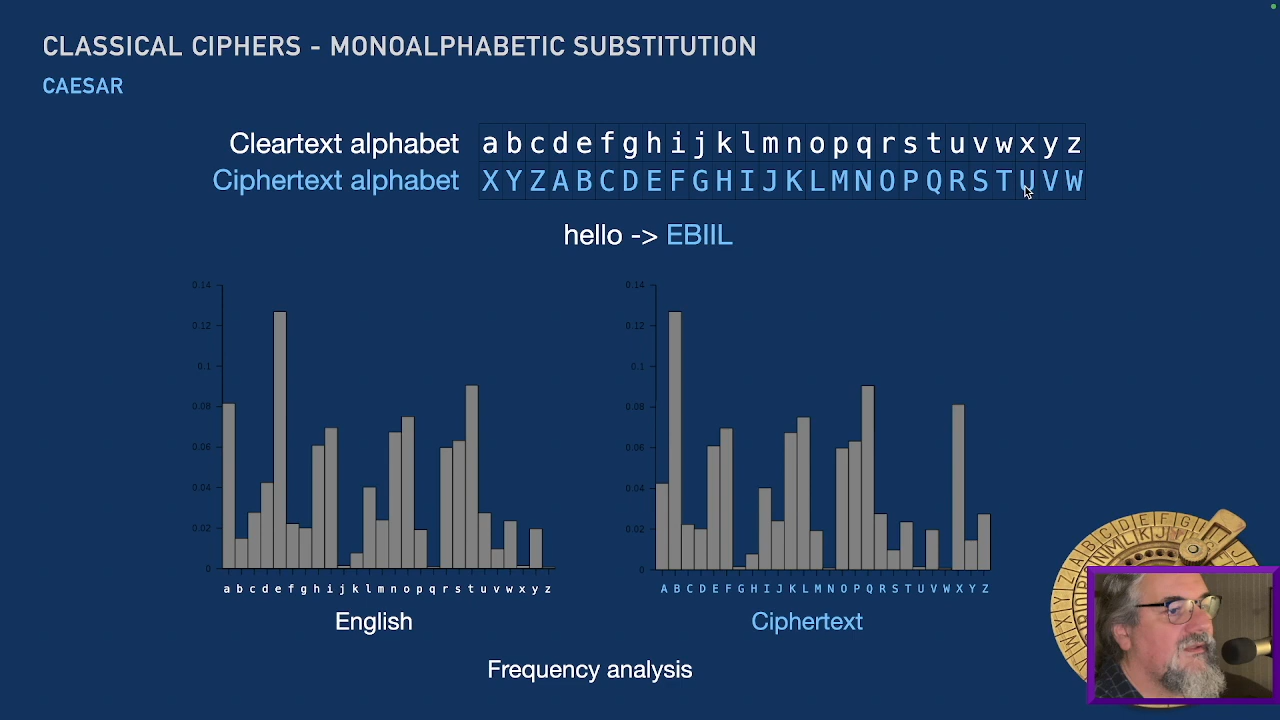 CLASSICAL CIPHERS - MONOALPHABETIC SUBSTITUTION
CAESAR
Cleartext alphabet a b c d e f g h i j k l m n o p q r s t u v w x y z
Ciphertext alphabet X Y Z A B C D E F G H I J K L M N O P Q R S T U V W
hello -> EBIIL
0.14
0.12
0.1
0.08
0.06
0.04
0.02
0
a b c d e f g h i j k l m n o p q r s t u v w x y z
English
0.14
0.12
0.1
0.08
0.06
0.04
0.02
0
A B C D E F G H I J K L M N O P Q R S T U V W X Y Z
Ciphertext
Frequency analysis